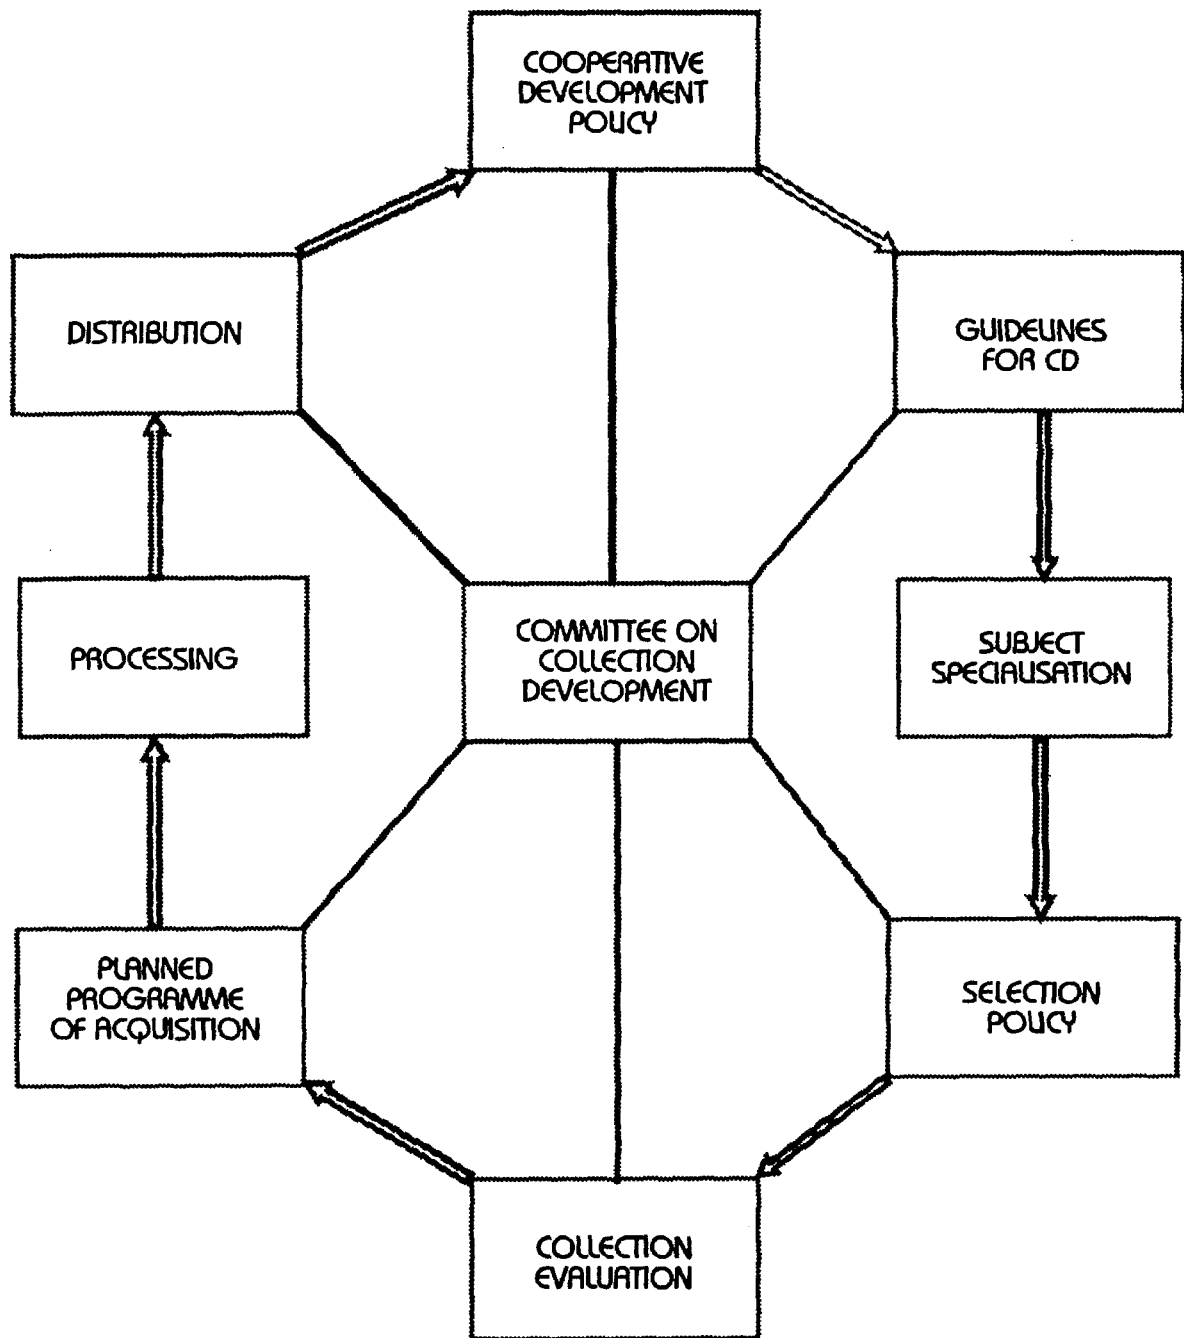 COOPERATIVE
DEVELOPMENT
POLICY
DISTRIBUTION
GUIDELINES
FOR CD
PROCESSING
COMMITTEE ON
COLLECTION
DEVELOPMENT
SUBJECT
SPECIALISATION
PLANNED
PROGRAMME
OF ACQUISITION
SELECTION
POLICY
COLLECTION
EVALUATION